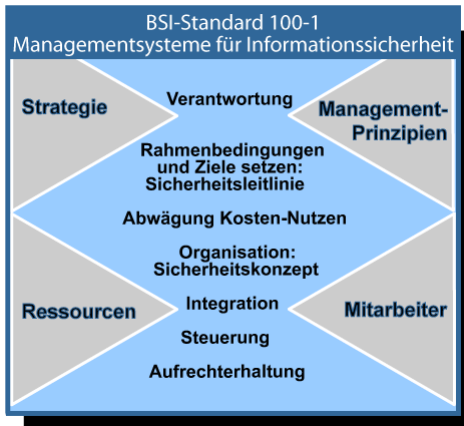 BSI-Standard 100-1
Managementsysteme für Informationssicherheit
Strategie
Verantwortung
Management-
Prinzipien
Rahmenbedingungen
und Ziele setzen:
Sicherheitsleitlinie
Abwägung Kosten-Nutzen
Organisation:
Sicherheitskonzept
Ressourcen
Integration
Mitarbeiter
Steuerung
Aufrechterhaltung